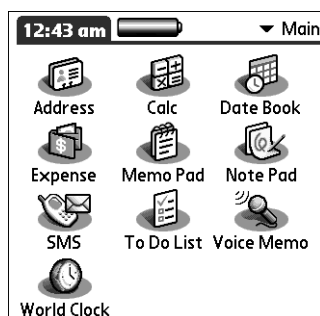 12:43 am Main
Address Calc Date Book
Expense Memo Pad Note Pad
SMS To Do List Voice Memo
World Clock